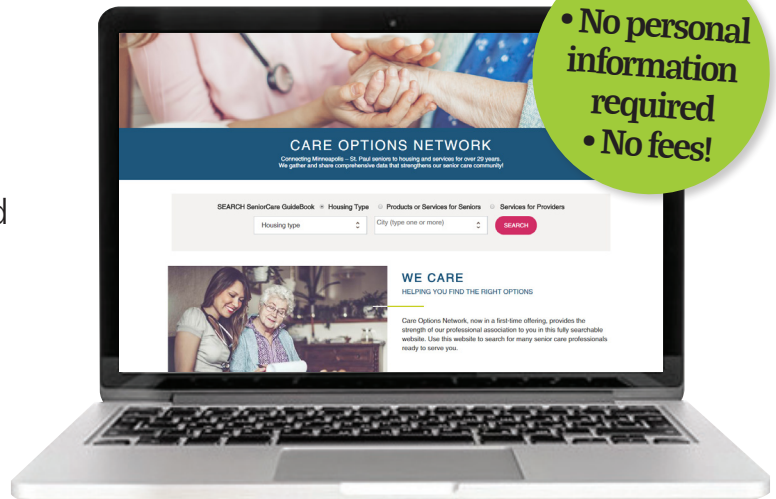 • No personal
information
required
• No fees!
d
CARE OPTIONS NETWORK
Connecting Minneapolis – St. Paul seniors to housing and services for over 29 years.
We gather and share comprehensive data that strengthens our senior care community!
SEARCH SeniorCare GuideBook Housing Type Products or Services for Seniors Services for Providers
Housing type City (type one or more) SEARCH
WE CARE
HELPING YOU FIND THE RIGHT OPTIONS
Care Options Network, now in a first-time offering, provides the
strength of our professional association to you in this fully searchable
website. Use this website to search for many senior care professionals
ready to serve you.